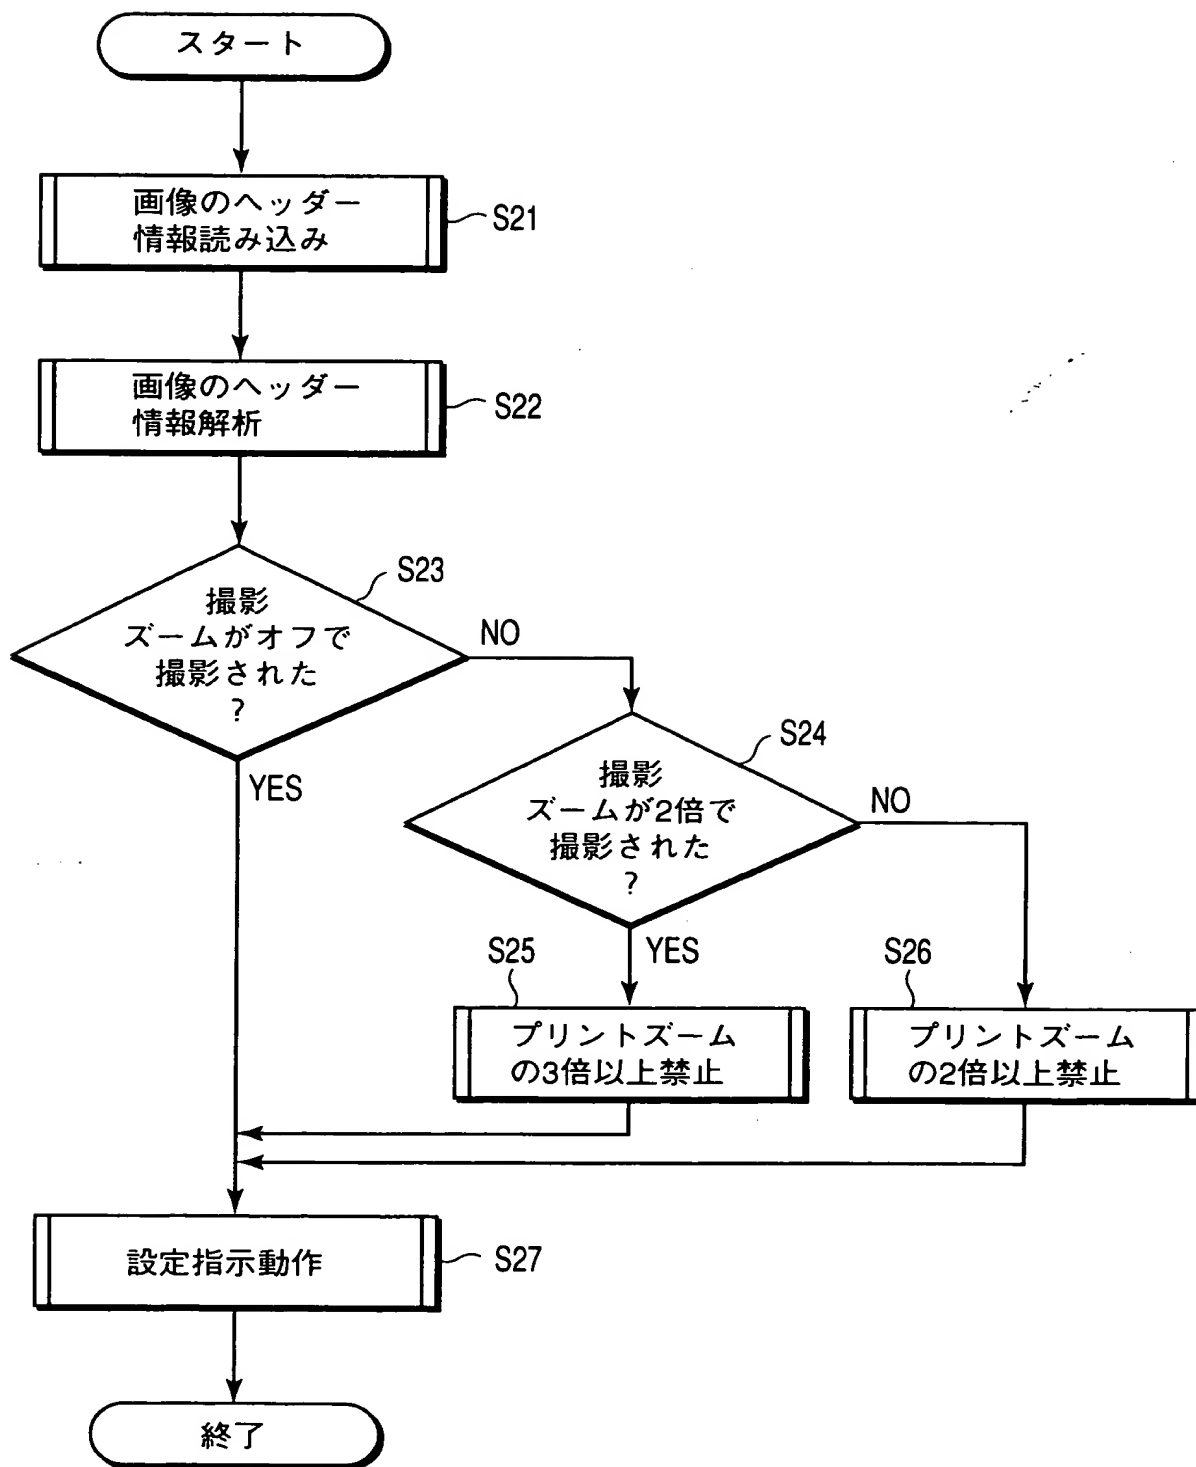 スタート
画像のヘッダー
情報読み込み
S21
画像のヘッダー
情報解析
S22
S23
撮影
ズームがオフで
撮影された
?
NO
YES
S24
撮影
ズームが2倍で
撮影された
?
NO
YES
S25
プリントズーム
の3倍以上禁止
S26
プリントズーム
の2倍以上禁止
設定指示動作
S27
終了